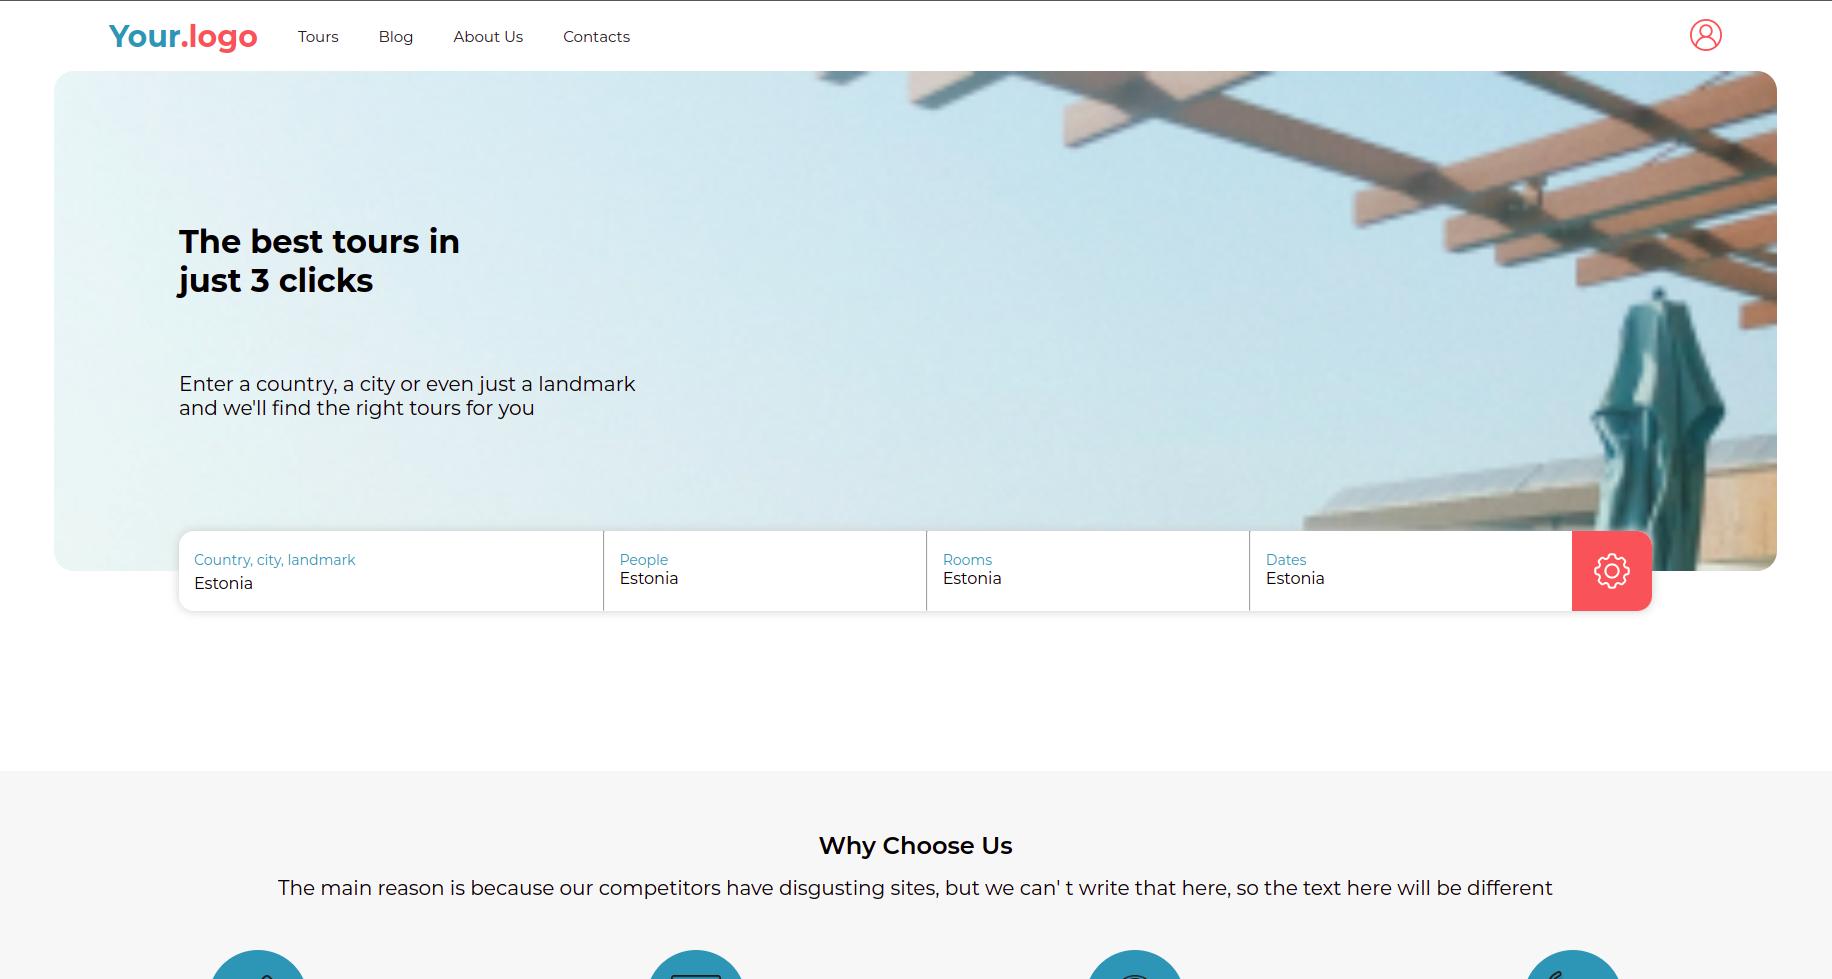 Your.logo
Tours
Blog
About Us
Contacts
The best tours in
just 3 clicks
Enter a country, a city or even just a landmark
and we'll find the right tours for you
Country, city, landmark
Estonia
People
Estonia
Rooms
Estonia
Dates
Estonia
Why Choose Us
The main reason is because our competitors have disgusting sites, but we can' t write that here, so the text here will be different